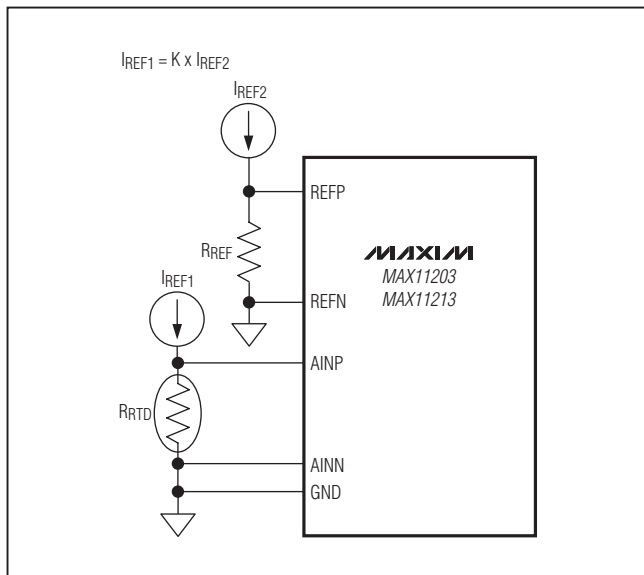 IREF1 = K x IREF2
IREF2
REFP
RREF
MAXIM
MAX11203
MAX11213
IREF1
REFN
AINP
RRTD
AINN
GND